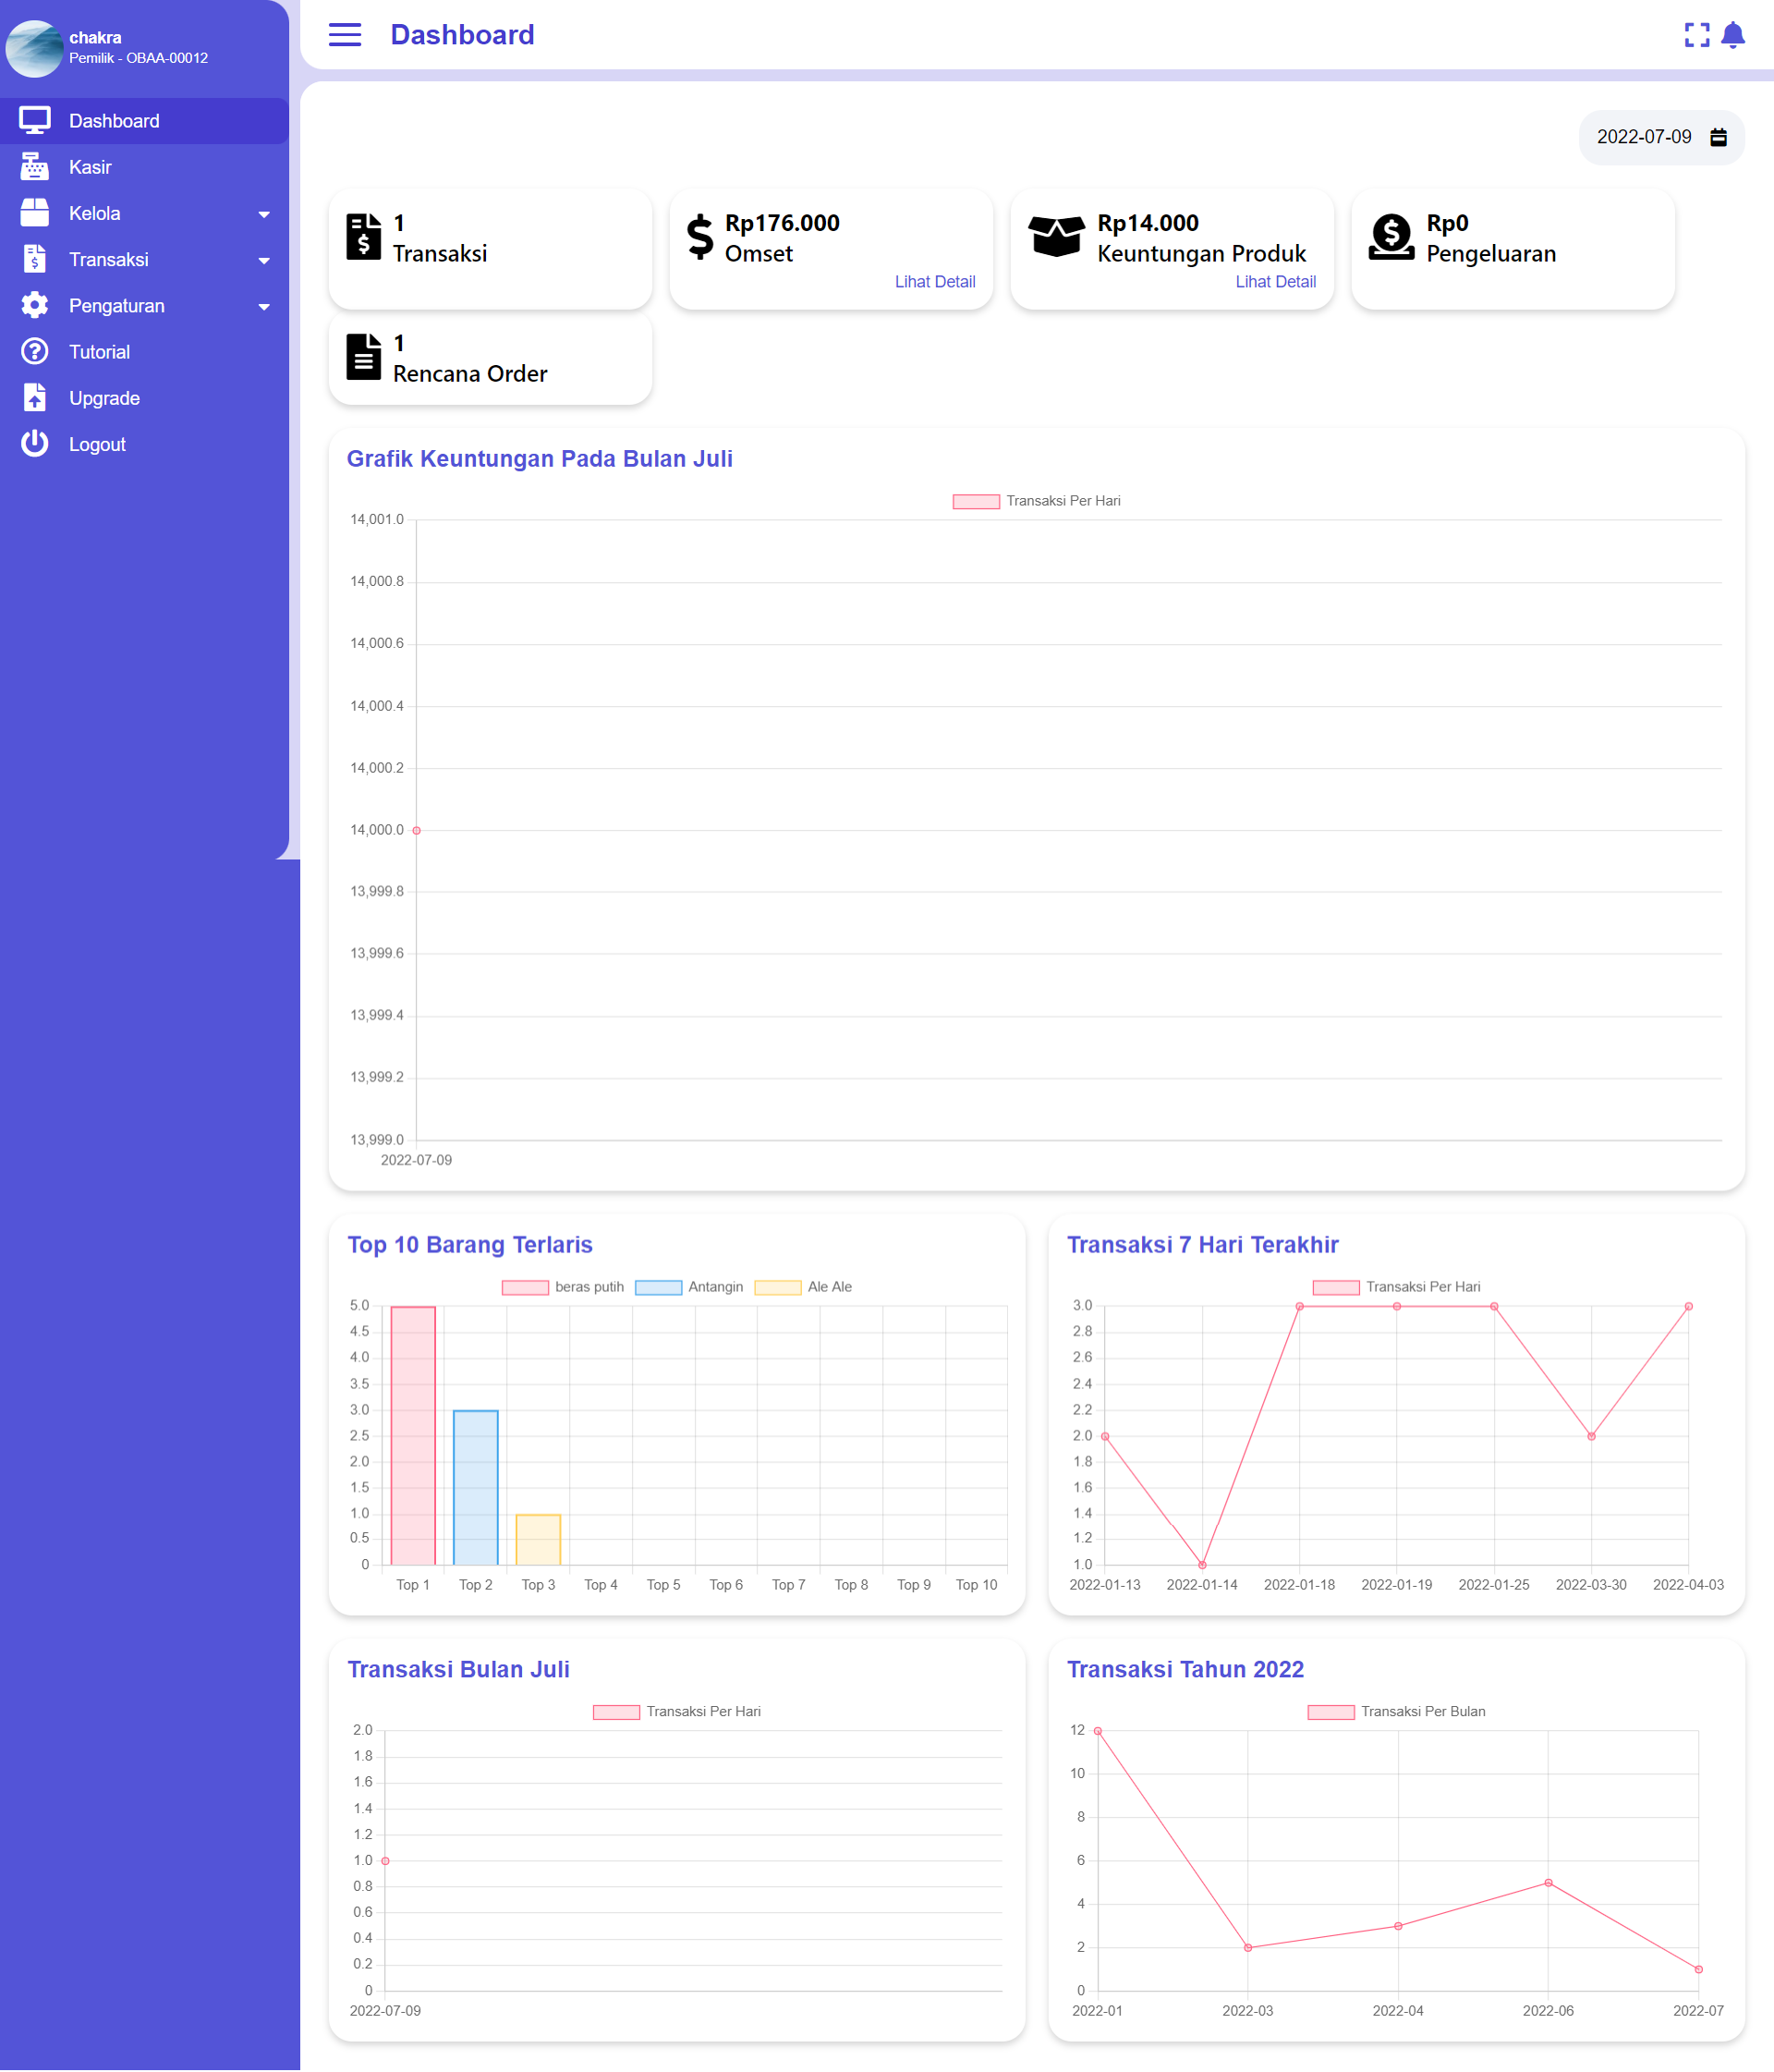 chakra
Pemilik - OBAA-00012
Dashboard
Kasir
Kelola
Transaksi
Pengaturan
Tutorial
Upgrade
Logout
Dashboard
2022-07-09
1
Transaksi
Rp176.000
Omset
Lihat Detail
Rp14.000
Keuntungan Produk
Lihat Detail
Rp0
Pengeluaran
1
Rencana Order
Grafik Keuntungan Pada Bulan Juli
Transaksi Per Hari
14,001.0
14,000.8
14,000.6
14,000.4
14,000.2
14,000.0
13,999.8
13,999.6
13,999.4
13,999.2
13,999.0
2022-07-09
Top 10 Barang Terlaris
beras putih Antangin Ale Ale
5.0
4.5
4.0
3.5
3.0
2.5
2.0
1.5
1.0
0.5
0
Top 1 Top 2 Top 3 Top 4 Top 5 Top 6 Top 7 Top 8 Top 9 Top 10
Transaksi 7 Hari Terakhir
Transaksi Per Hari
3.0
2.8
2.6
2.4
2.2
2.0
1.8
1.6
1.4
1.2
1.0
2022-01-13 2022-01-14 2022-01-18 2022-01-19 2022-01-25 2022-03-30 2022-04-03
Transaksi Bulan Juli
Transaksi Per Hari
2.0
1.8
1.6
1.4
1.2
1.0
0.8
0.6
0.4
0.2
0
2022-07-09
Transaksi Tahun 2022
Transaksi Per Bulan
12
10
8
6
4
2
0
2022-01 2022-03 2022-04 2022-06 2022-07